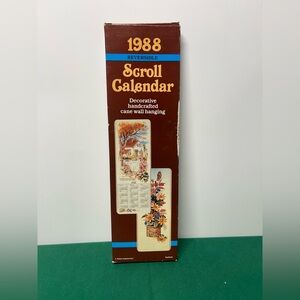 1988
REVERSIBLE
Scroll
Calendar
Decorative
handcrafted
cane wall hanging